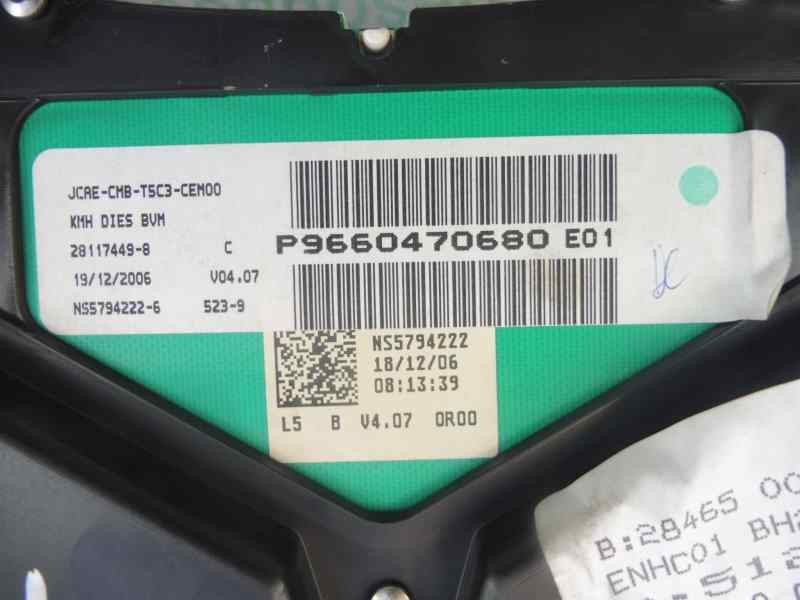 JCAE-CMB-T5C3-CEM00
KMH DIES BVM
28117449-8 C
19/12/2006 V04.07
NS5794222-6 523-9
P9660470680 E01
NS5794222
18/12/06
08:13:39
L5 B V4.07 0R00
B:28465 00
ENHC01